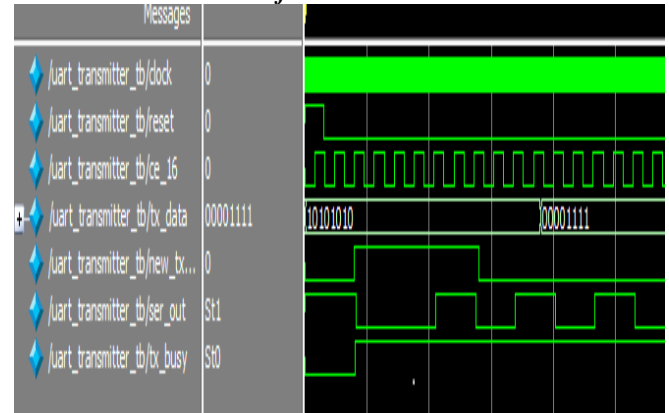 Messages
/uart_transmitter_tb/clock 0
/uart_transmitter_tb/reset 0
/uart_transmitter_tb/ce_16 0
/uart_transmitter_tb/tx_data 00001111 10101010 00001111
/uart_transmitter_tb/new_tx... 0
/uart_transmitter_tb/ser_out St1
/uart_transmitter_tb/tx_busy St0